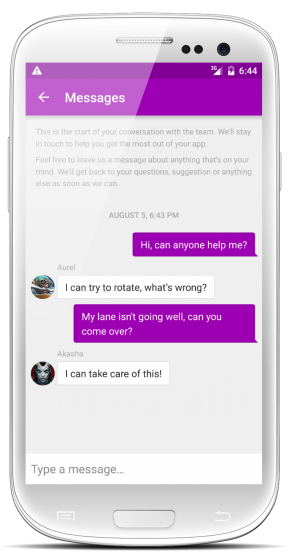 3G 6:44
Messages
This is the start of your conversation with the team. We'll stay
in touch to help you get the most out of your app.
Feel free to leave us a message about anything that's on your
mind. We'll get back to your questions, suggestion or anything
else as soon as we can.
AUGUST 5, 6:43 PM
Hi, can anyone help me?
Aurel
I can try to rotate, what's wrong?
My lane isn't going well, can you
come over?
Akasha
I can take care of this!
Type a message...